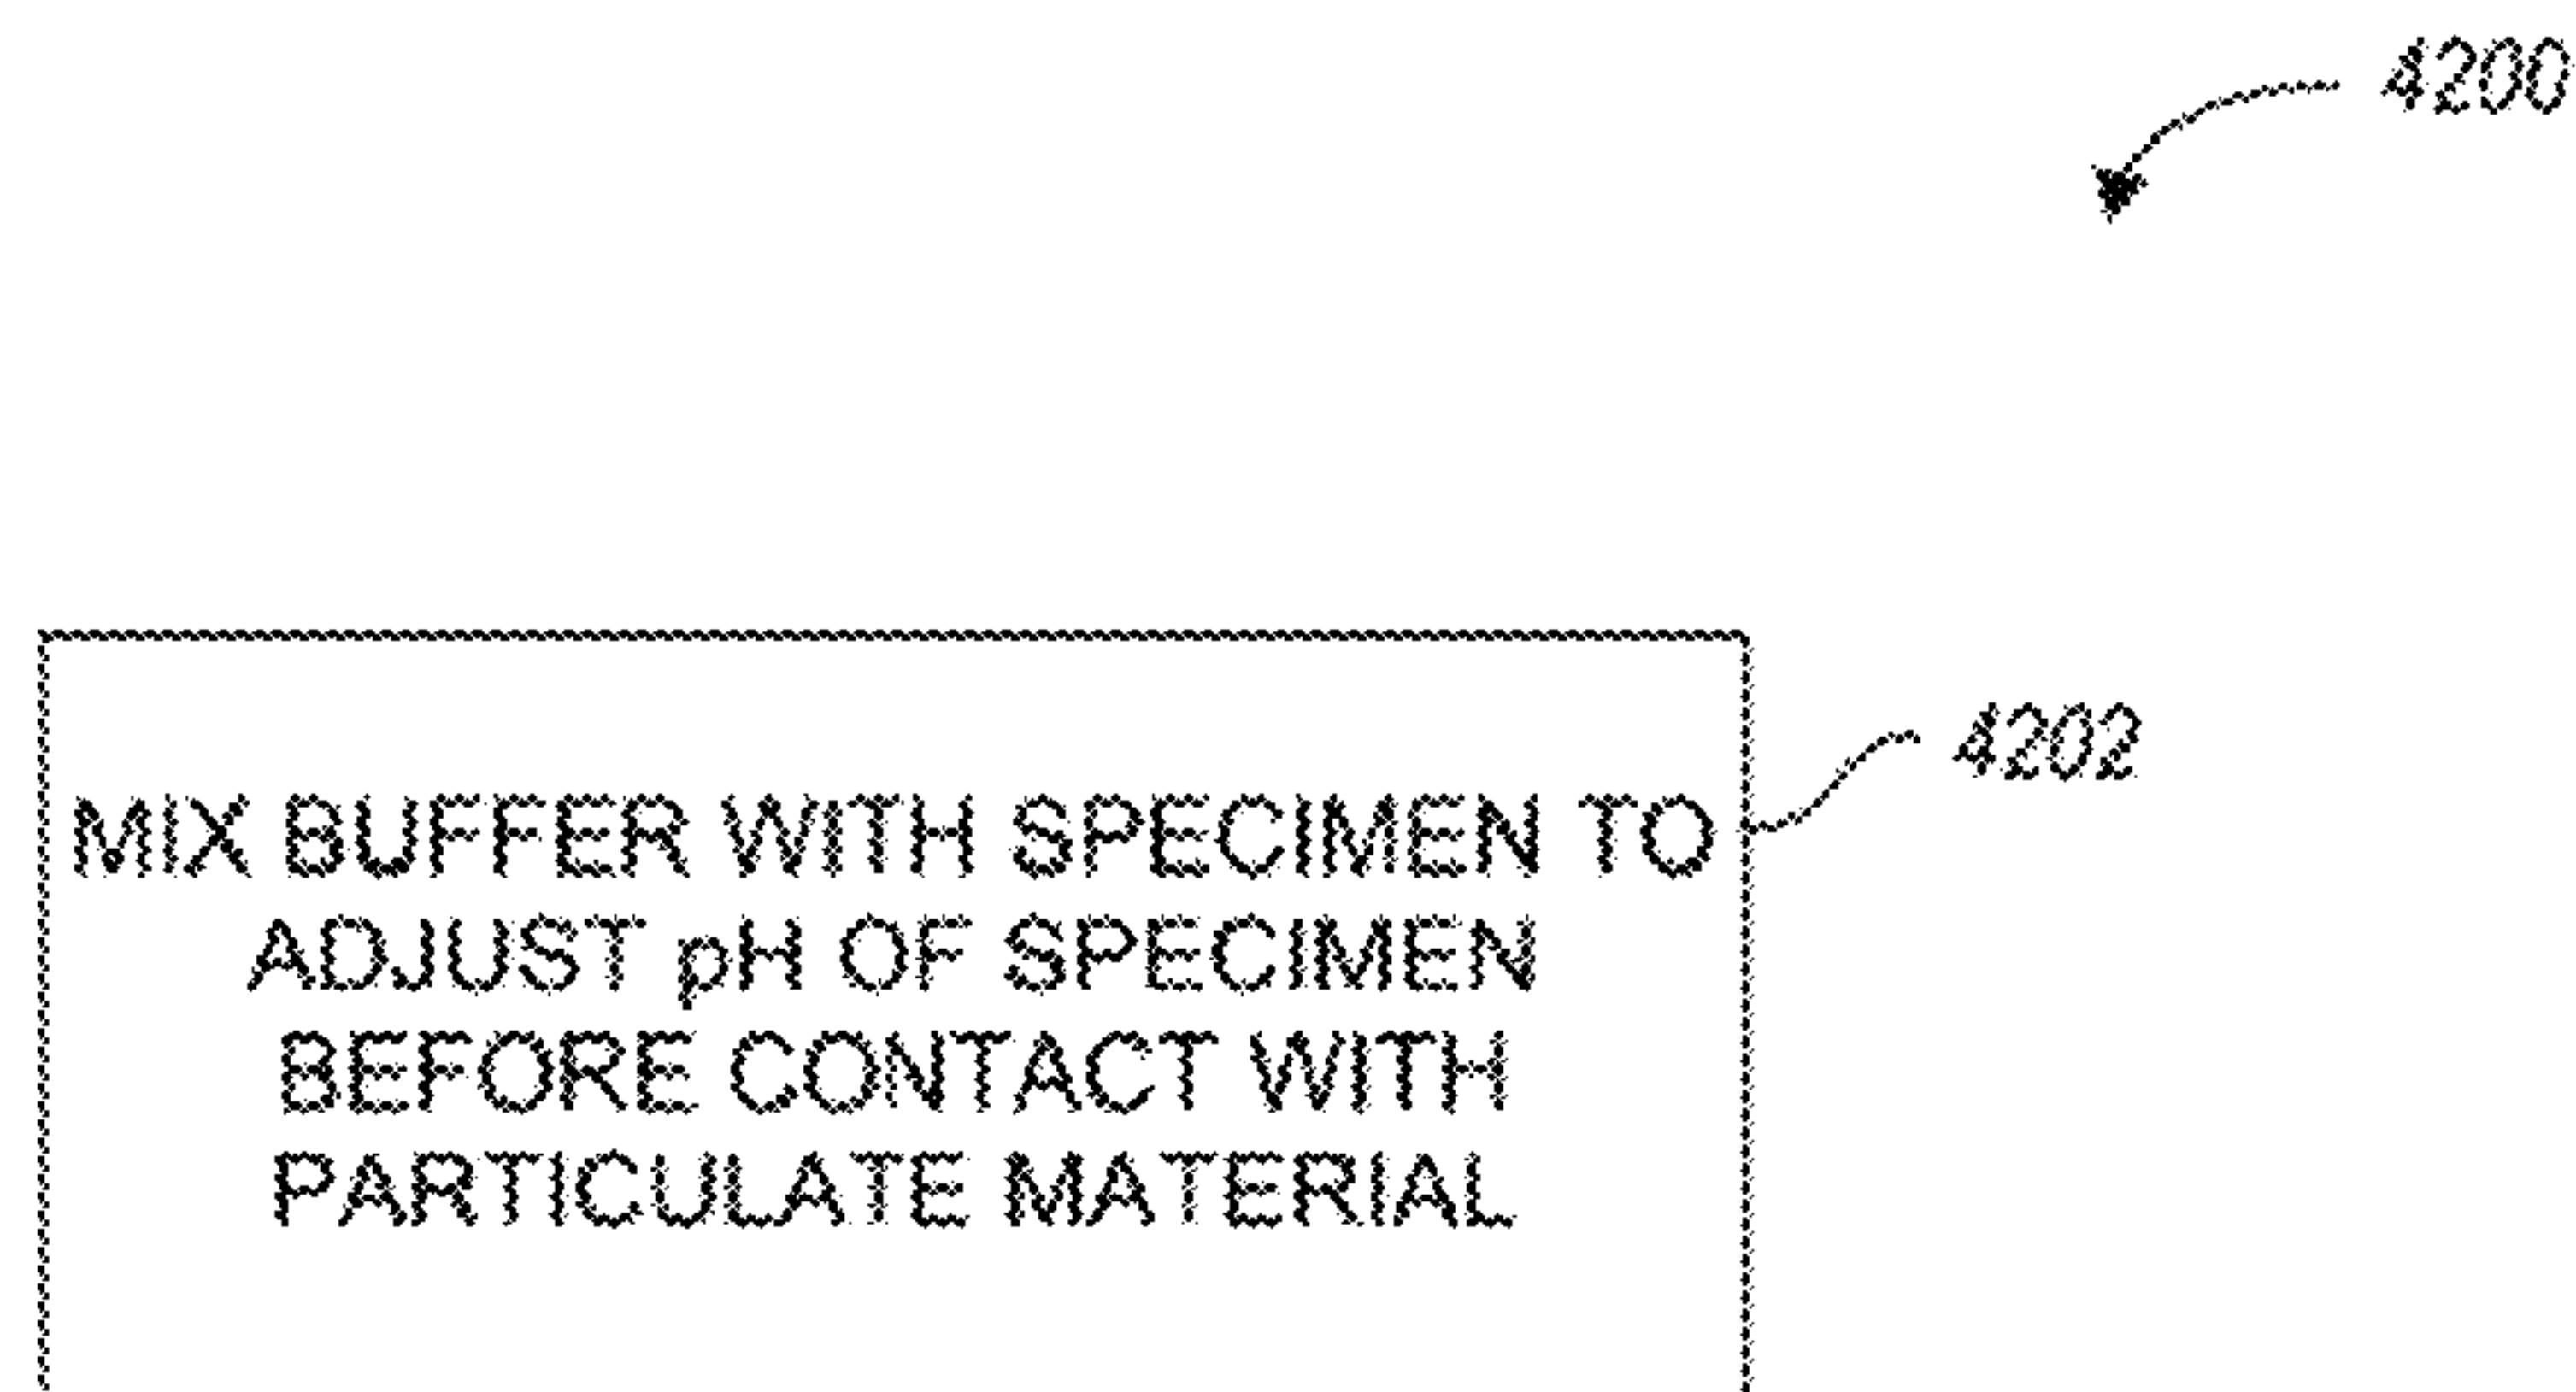 4200
4202
MIX BUFFER WITH SPECIMEN TO
ADJUST pH OF SPECIMEN
BEFORE CONTACT WITH
PARTICULATE MATERIAL